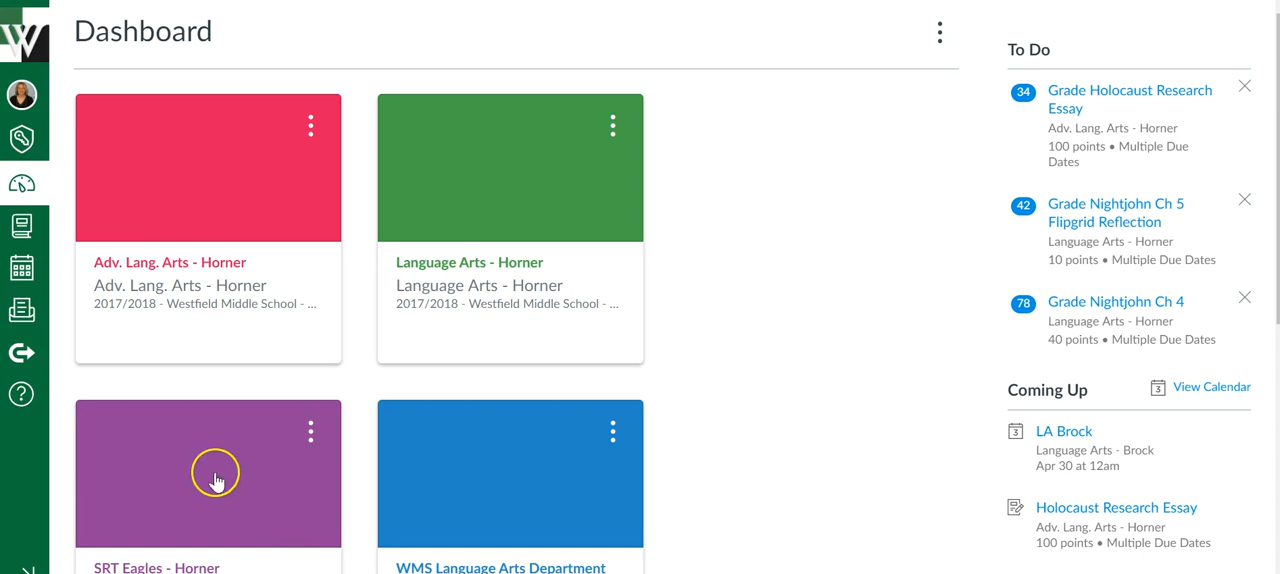 W
Dashboard
Adv. Lang. Arts - Horner
Adv. Lang. Arts - Horner
2017/2018 - Westfield Middle School - ...
Language Arts - Horner
Language Arts - Horner
2017/2018 - Westfield Middle School - ...
SRT Eagles - Horner
WMS Language Arts Department
To Do
34
Grade Holocaust Research
Essay
Adv. Lang. Arts - Horner
100 points • Multiple Due
Dates
42
Grade Nightjohn Ch 5
Flipgrid Reflection
Language Arts - Horner
10 points • Multiple Due Dates
78
Grade Nightjohn Ch 4
Language Arts - Horner
40 points • Multiple Due Dates
Coming Up
3
View Calendar
3
LA Brock
Language Arts - Brock
Apr 30 at 12am
Holocaust Research Essay
Adv. Lang. Arts - Horner
100 points • Multiple Due Dates